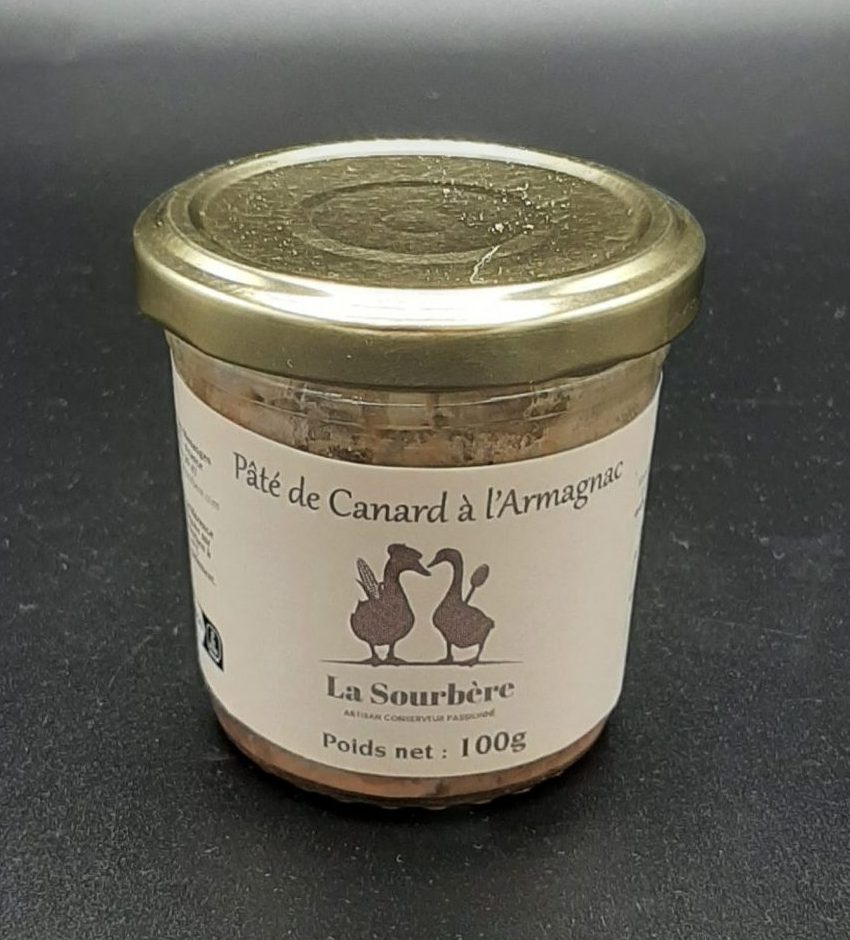 Pâté de Canard à l'Armagnac
La Sourbère
ARTISAN CONSERVEUR PASSIONNÉ
Poids net : 100g